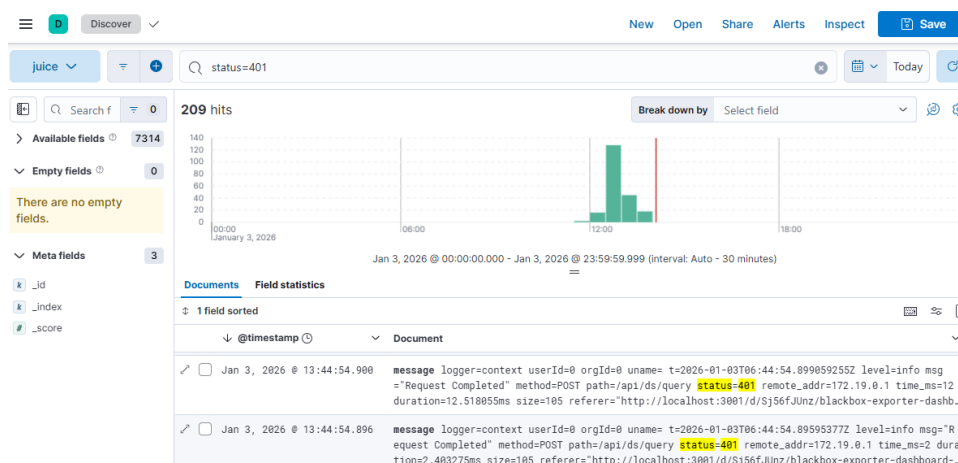 D Discover New Open Share Alerts Inspect Save
juice status=401 Today
Search f 0 209 hits Break down by Select field
Available fields 7314
Empty fields 0
There are no empty
fields.
Meta fields 3
k _id
k _index
# _score
140
120
100
80
60
40
20
0
00:00 06:00 12:00 18:00
January 3, 2026
Jan 3, 2026 @ 00:00:00.000 - Jan 3, 2026 @ 23:59:59.999 (interval: Auto - 30 minutes)
Documents Field statistics
1 field sorted
@timestamp Document
Jan 3, 2026 @ 13:44:54.900 message logger=context userId=0 orgId=0 uname= t=2026-01-03T06:44:54.899059255Z level=info msg
="Request Completed" method=POST path=/api/ds/query status=401 remote_addr=172.19.0.1 time_ms=12
duration=12.518055ms size=105 referer="http://localhost:3001/d/Sj56fJUnz/blackbox-exporter-dashb…
Jan 3, 2026 @ 13:44:54.896 message logger=context userId=0 orgId=0 uname= t=2026-01-03T06:44:54.89595377Z level=info msg="R
equest Completed" method=POST path=/api/ds/query status=401 remote_addr=172.19.0.1 time_ms=2 dura
tion=2.403275ms size=105 referer="http://localhost:3001/d/Sj56fJUnz/blackbox-exporter-dashboard-…